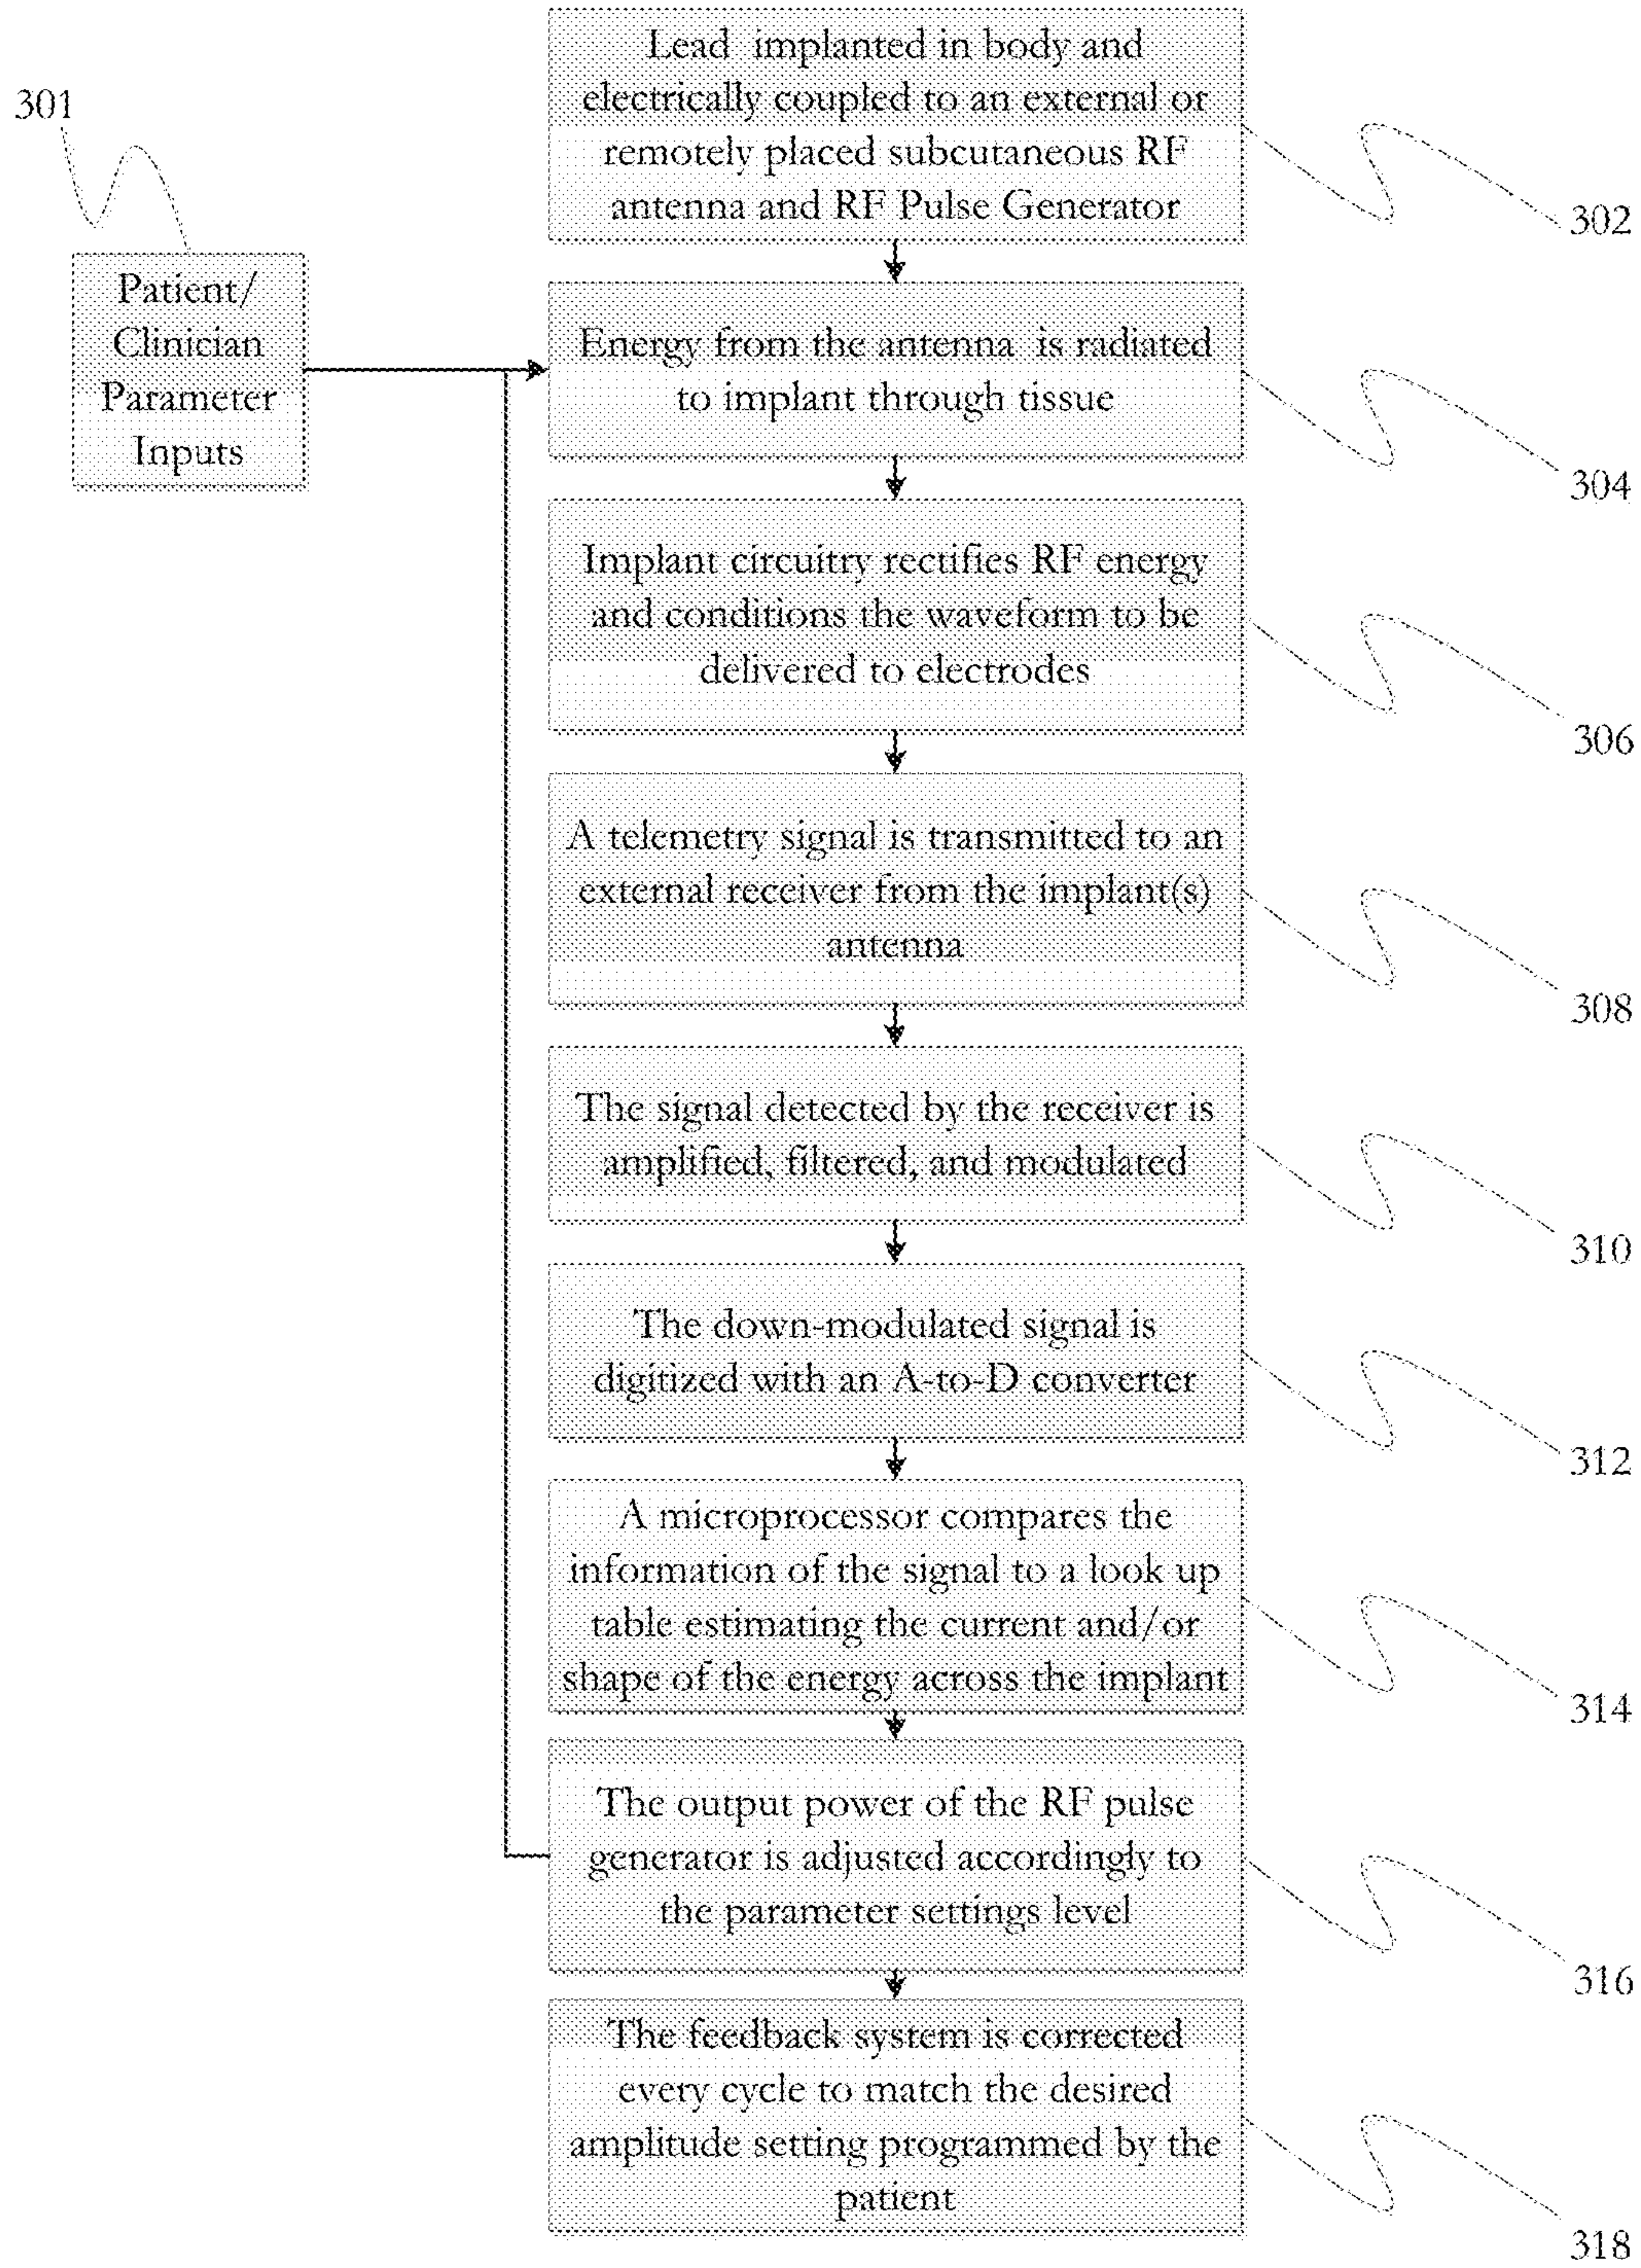 Lead implanted in body and
electrically coupled to an external or
remotely placed subcutaneous RF
antenna and RF Pulse Generator
301
302
Patient/
Clinician
Parameter
Inputs
Energy from the antenna is radiated
to implant through tissue
304
Implant circuitry rectifies RF energy
and conditions the waveform to be
delivered to electrodes
306
A telemetry signal is transmitted to an
external receiver from the implant(s)
antenna
308
The signal detected by the receiver is
amplified, filtered, and modulated
310
The down-modulated signal is
digitized with an A-to-D converter
312
A microprocessor compares the
information of the signal to a look up
table estimating the current and/or
shape of the energy across the implant
314
The output power of the RF pulse
generator is adjusted accordingly to
the parameter settings level
316
The feedback system is corrected
every cycle to match the desired
amplitude setting programmed by the
patient
318